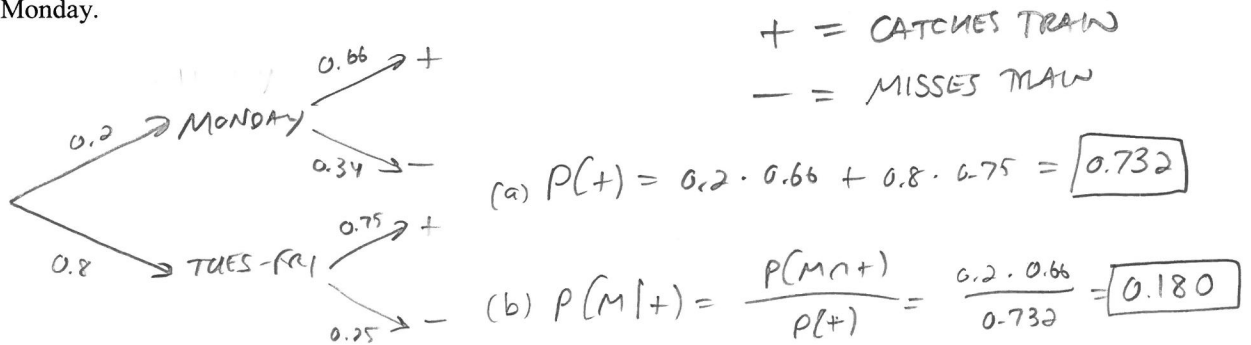 Monday.
+ = CATCHES TRAIN
− = MISSES TRAIN
0.66 +
0.2 MONDAY
0.34 −
(a) P(+) = 0.2 · 0.66 + 0.8 · 0.75 = 0.732
0.75 +
0.8 TUES-FRI
0.25 −
(b) P(M|+) = P(M∩+) / P(+) = 0.2 · 0.66 / 0.732 = 0.180